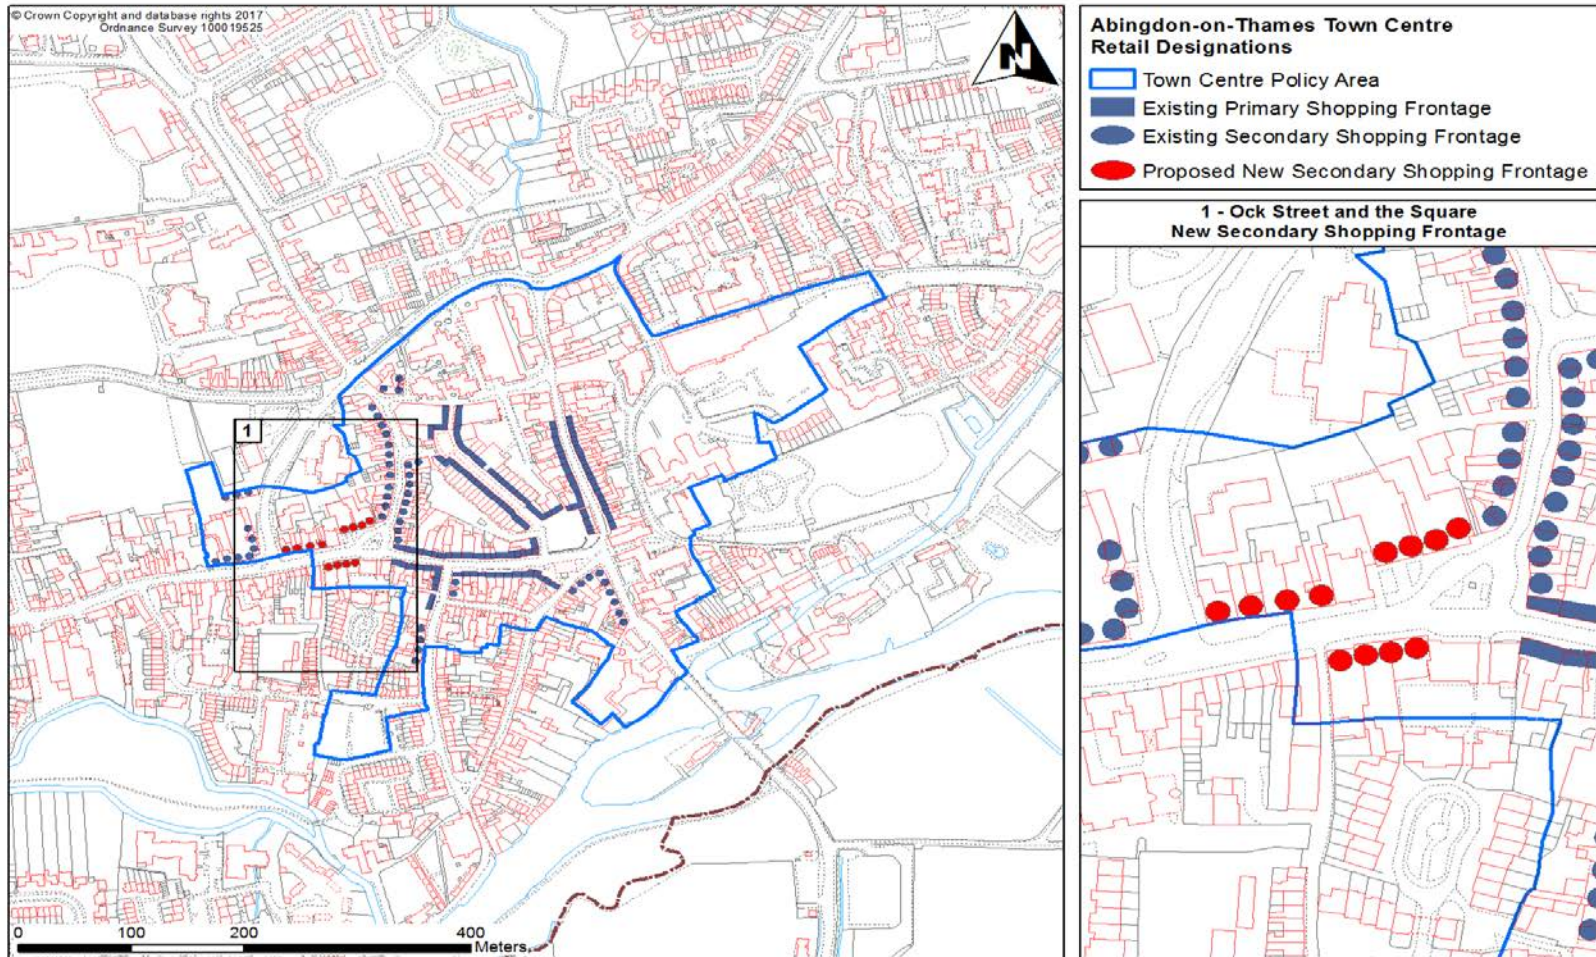 © Crown Copyright and database rights 2017
Ordnance Survey 100019525
N
1
0 100 200 400
Meters
Abingdon-on-Thames Town Centre
Retail Designations
Town Centre Policy Area
Existing Primary Shopping Frontage
Existing Secondary Shopping Frontage
Proposed New Secondary Shopping Frontage
1 - Ock Street and the Square
New Secondary Shopping Frontage